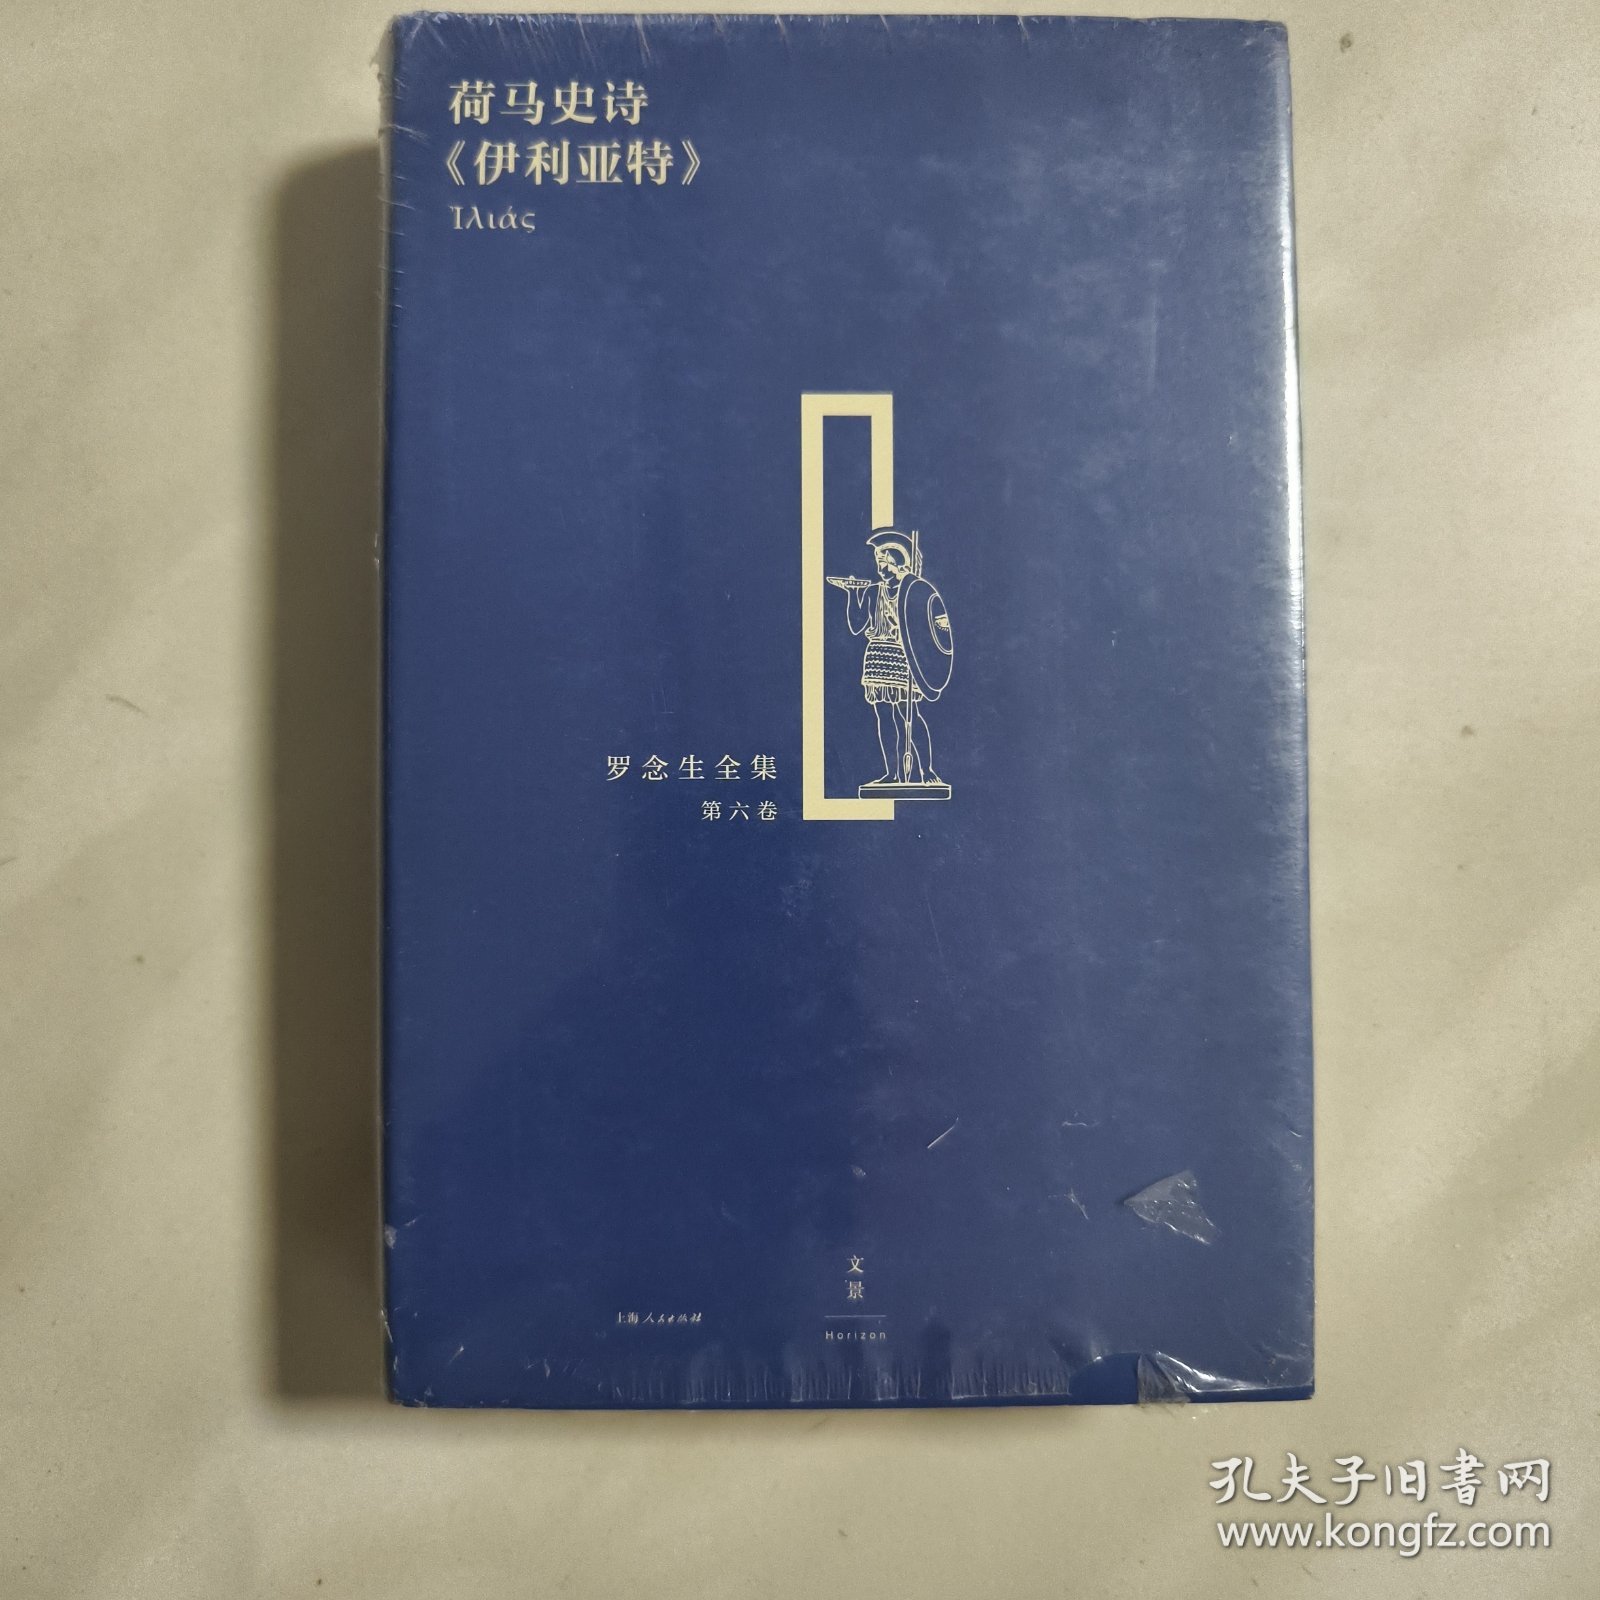 荷马史诗
《伊利亚特》
Ἰλιάς
罗念生全集
第六卷
文
景
上海人民出版社
Horizon
孔夫子旧书网
www.kongfz.com